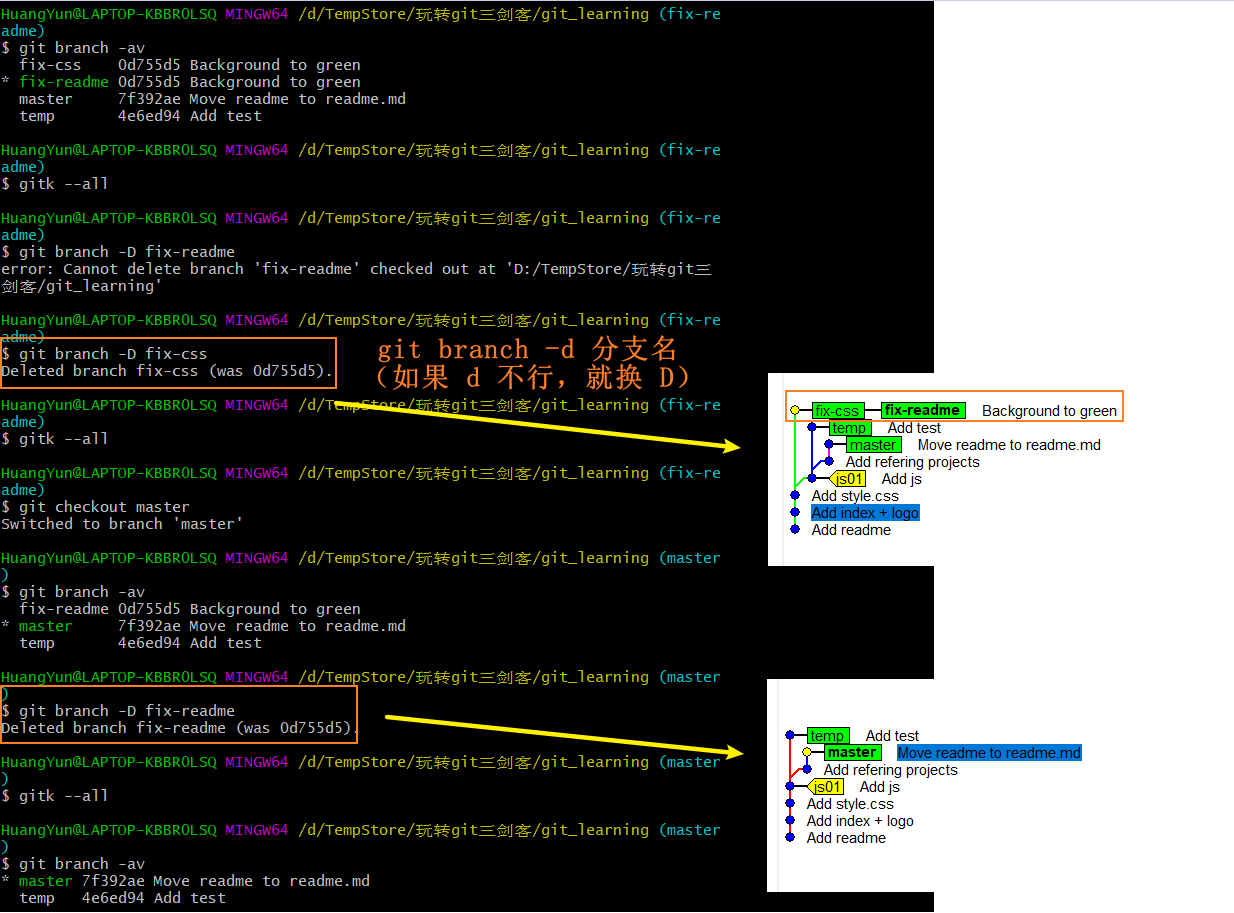 HuangYun@LAPTOP-KBBR0LSQ MINGW64 /d/TempStore/玩转git三剑客/git_learning (fix-re
adme)
$ git branch -av
  fix-css    0d755d5 Background to green
* fix-readme 0d755d5 Background to green
  master     7f392ae Move readme to readme.md
  temp       4e6ed94 Add test
HuangYun@LAPTOP-KBBR0LSQ MINGW64 /d/TempStore/玩转git三剑客/git_learning (fix-re
adme)
$ gitk --all
HuangYun@LAPTOP-KBBR0LSQ MINGW64 /d/TempStore/玩转git三剑客/git_learning (fix-re
adme)
$ git branch -D fix-readme
error: Cannot delete branch 'fix-readme' checked out at 'D:/TempStore/玩转git三
剑客/git_learning'
HuangYun@LAPTOP-KBBR0LSQ MINGW64 /d/TempStore/玩转git三剑客/git_learning (fix-re
adme)
$ git branch -D fix-css
Deleted branch fix-css (was 0d755d5).
git branch -d 分支名
（如果 d 不行，就换 D）
HuangYun@LAPTOP-KBBR0LSQ MINGW64 /d/TempStore/玩转git三剑客/git_learning (fix-re
adme)
$ gitk --all
HuangYun@LAPTOP-KBBR0LSQ MINGW64 /d/TempStore/玩转git三剑客/git_learning (fix-re
adme)
$ git checkout master
Switched to branch 'master'
fix-css fix-readme Background to green
temp Add test
master Move readme to readme.md
Add refering projects
js01 Add js
Add style.css
Add index + logo
Add readme
HuangYun@LAPTOP-KBBR0LSQ MINGW64 /d/TempStore/玩转git三剑客/git_learning (master
)
$ git branch -av
  fix-readme 0d755d5 Background to green
* master     7f392ae Move readme to readme.md
  temp       4e6ed94 Add test
HuangYun@LAPTOP-KBBR0LSQ MINGW64 /d/TempStore/玩转git三剑客/git_learning (master
)
$ git branch -D fix-readme
Deleted branch fix-readme (was 0d755d5).
HuangYun@LAPTOP-KBBR0LSQ MINGW64 /d/TempStore/玩转git三剑客/git_learning (master
)
$ gitk --all
HuangYun@LAPTOP-KBBR0LSQ MINGW64 /d/TempStore/玩转git三剑客/git_learning (master
)
$ git branch -av
* master 7f392ae Move readme to readme.md
  temp   4e6ed94 Add test
temp Add test
master Move readme to readme.md
Add refering projects
js01 Add js
Add style.css
Add index + logo
Add readme